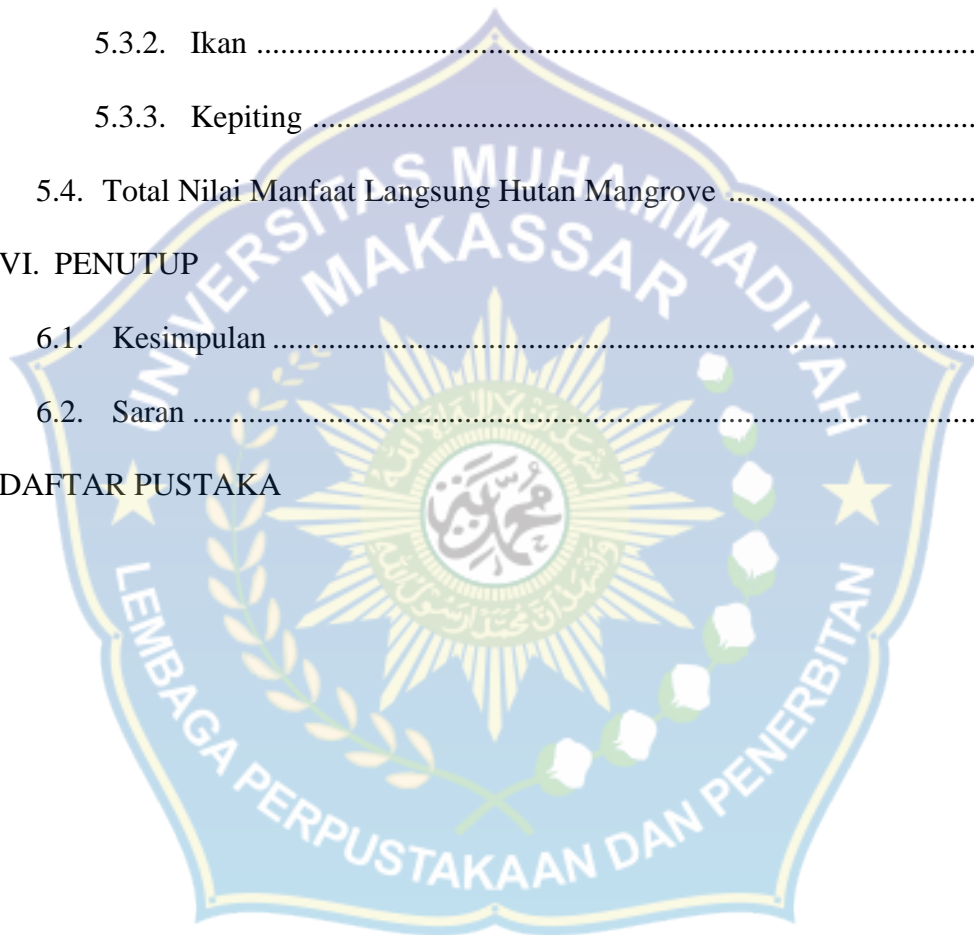 5.3.2. Ikan ....................................................................................................
5.3.3. Kepiting ............................................................................................
5.4. Total Nilai Manfaat Langsung Hutan Mangrove ................................
VI. PENUTUP
6.1. Kesimpulan ..........................................................................................
6.2. Saran ....................................................................................................
DAFTAR PUSTAKA
UNIVERSITAS MUHAMMADIYAH
MAKASSAR
LEMBAGA PERPUSTAKAAN DAN PENERBITAN